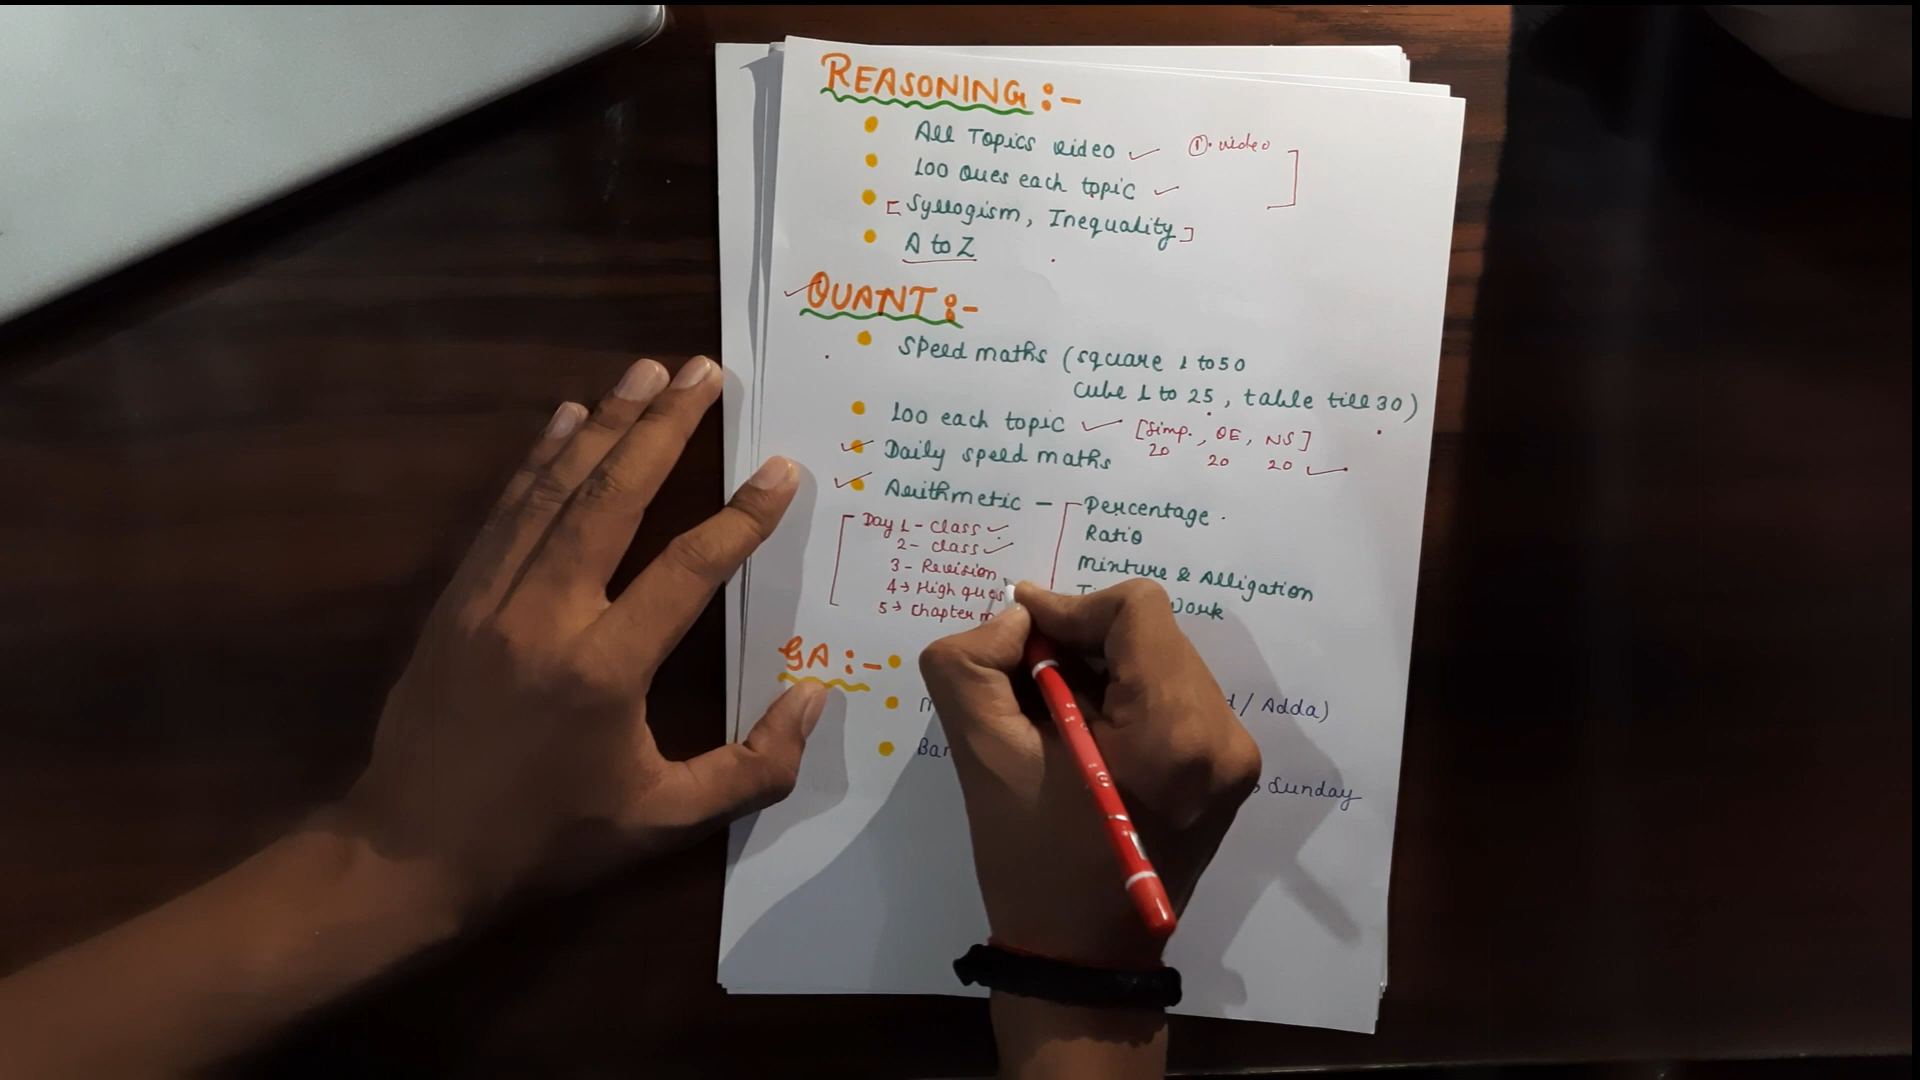 REASONING :-
All Topics video ✓ ①. video
100 Ques each topic ✓
[Syllogism, Inequality]
A to Z
QUANT :-
Speed maths (square 1 to 50
cube 1 to 25, table till 30)
100 each topic ✓ [Simp., QE, NS]
20 20 20 ✓
Daily speed maths
Arithmetic - Percentage
Ratio
Mixture & Alligation
Work
Day 1 - Class ✓
2 - Class ✓
3 - Revision
4 → High ques
5 → Chapter
GA :-
/ Adda)
Sunday